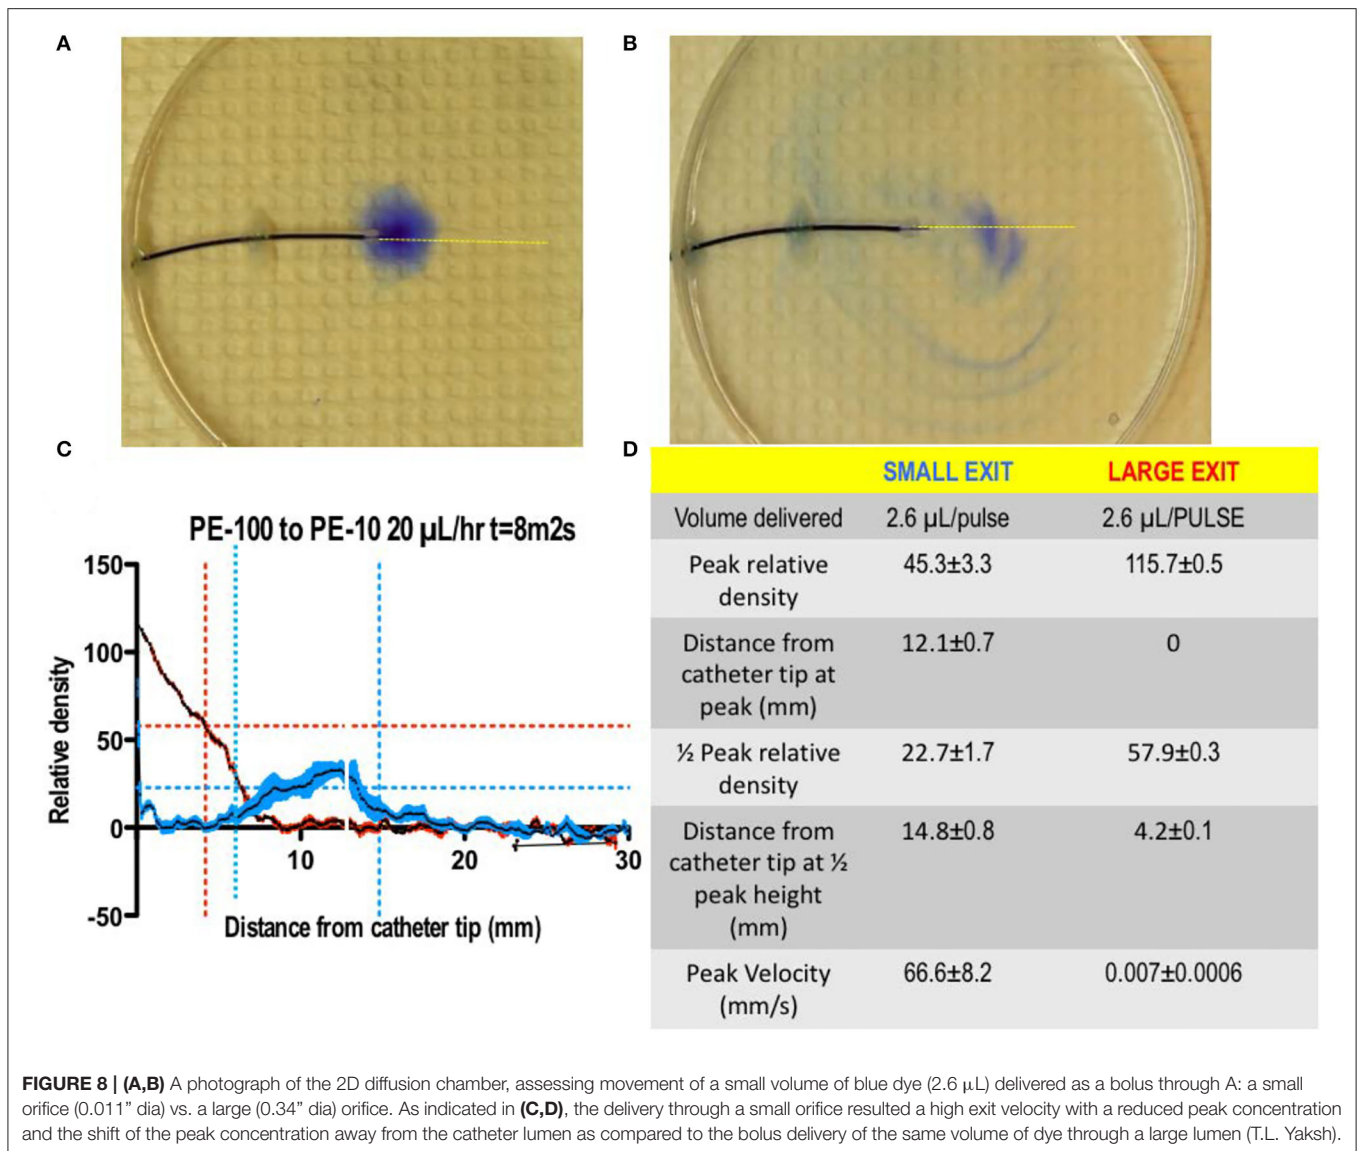 A
B
C
PE-100 to PE-10 20 µL/hr t=8m2s
150
100
50
0
-50
10
20
30
Relative density
Distance from catheter tip (mm)
D
SMALL EXIT LARGE EXIT
Volume delivered 2.6 µL/pulse 2.6 µL/PULSE
Peak relative 45.3±3.3 115.7±0.5
density
Distance from 12.1±0.7 0
catheter tip at
peak (mm)
½ Peak relative 22.7±1.7 57.9±0.3
density
Distance from 14.8±0.8 4.2±0.1
catheter tip at ½
peak height
(mm)
Peak Velocity 66.6±8.2 0.007±0.0006
(mm/s)
FIGURE 8 | (A,B) A photograph of the 2D diffusion chamber, assessing movement of a small volume of blue dye (2.6 µL) delivered as a bolus through A: a small
orifice (0.011” dia) vs. a large (0.34” dia) orifice. As indicated in (C,D), the delivery through a small orifice resulted a high exit velocity with a reduced peak concentration
and the shift of the peak concentration away from the catheter lumen as compared to the bolus delivery of the same volume of dye through a large lumen (T.L. Yaksh).